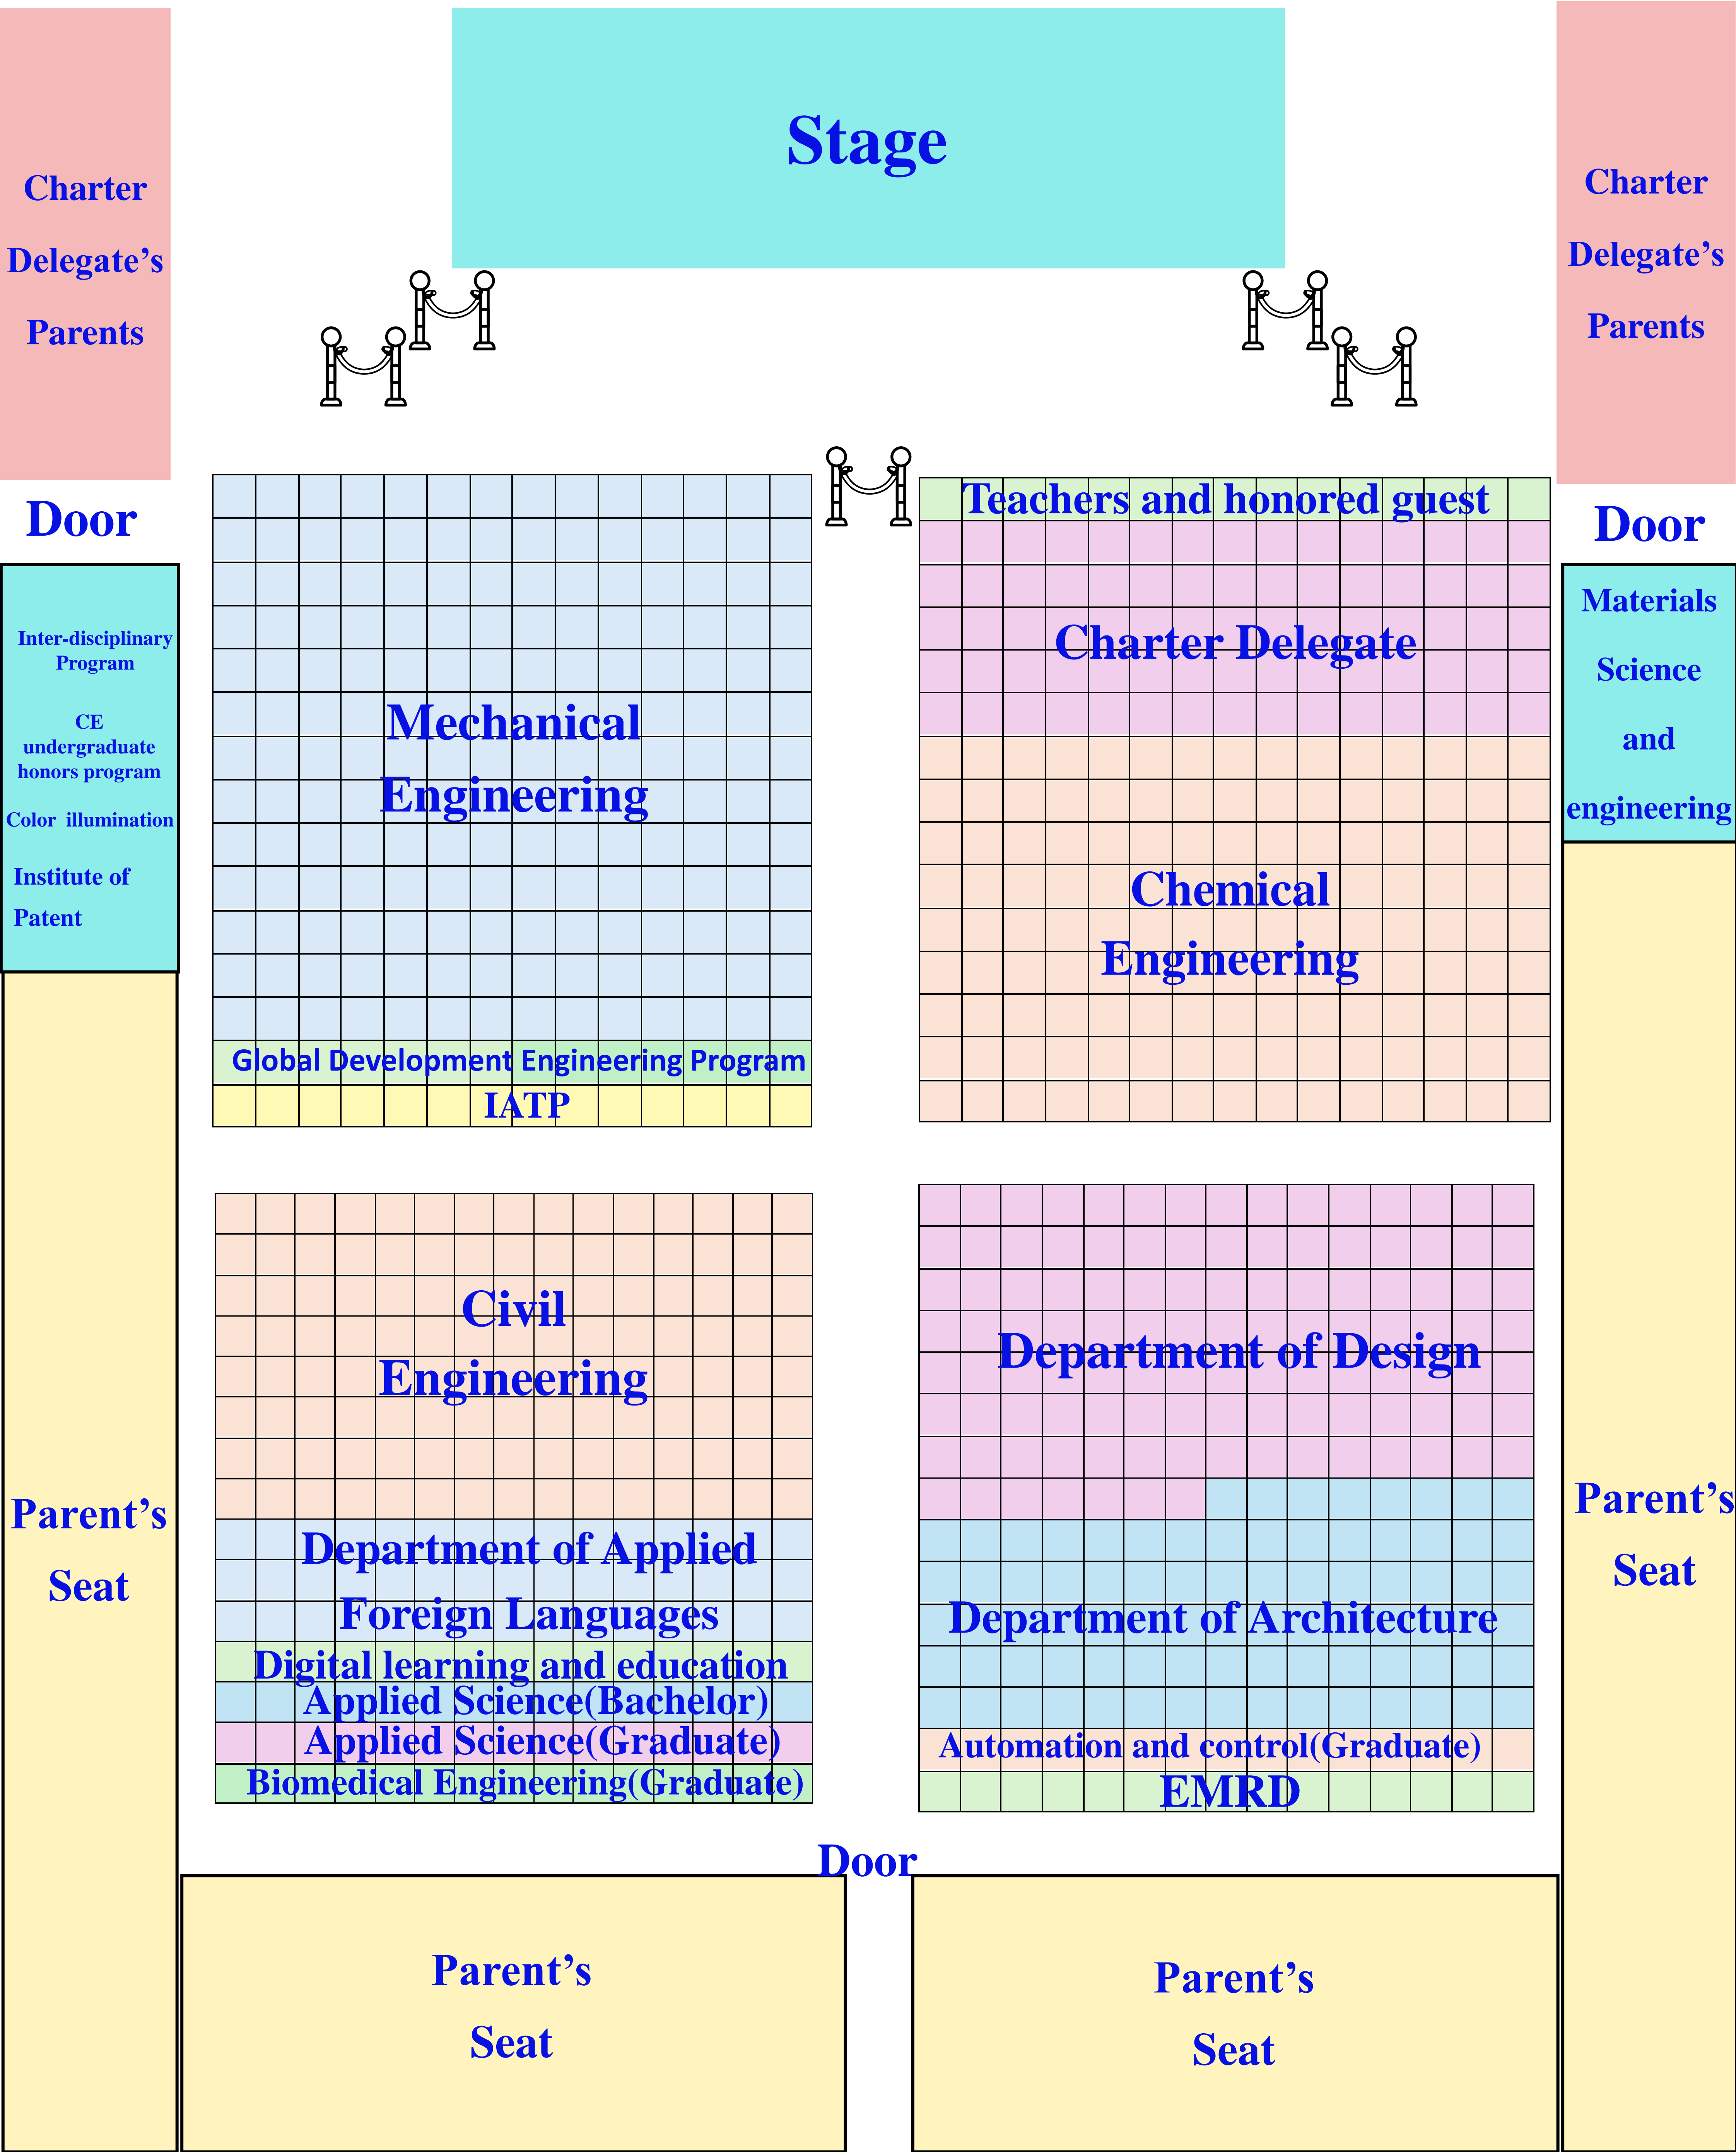 Stage
Charter
Delegate’s
Parents
Charter
Delegate’s
Parents
Door
Door
Teachers and honored guest
Inter-disciplinary
Program
CE
undergraduate
honors program
Color illumination
Institute of
Patent
Mechanical
Engineering
Charter Delegate
Chemical
Engineering
Materials
Science
and
engineering
Global Development Engineering Program
IATP
Civil
Engineering
Department of Applied
Foreign Languages
Digital learning and education
Applied Science(Bachelor)
Applied Science(Graduate)
Biomedical Engineering(Graduate)
Department of Design
Department of Architecture
Automation and control(Graduate)
EMRD
Parent’s
Seat
Parent’s
Seat
Door
Parent’s
Seat
Parent’s
Seat